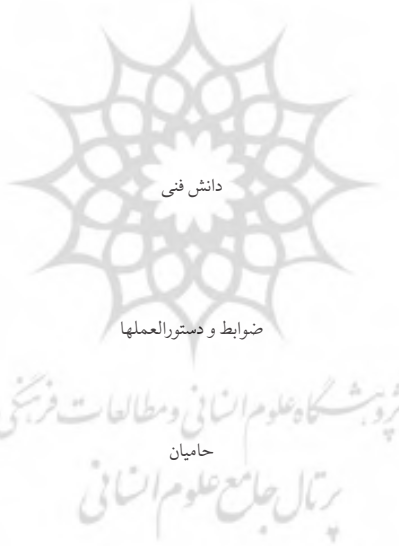 دانش فنی
ضوابط و دستورالعملها
پژوهشگاه علوم انسانی و مطالعات فرهنگی
حامیان
پرتال جامع علوم انسانی